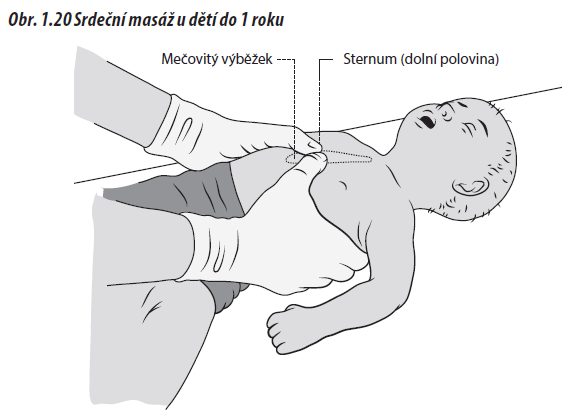 Obr. 1.20 Srdeční masáž u dětí do 1 roku
Mečovitý výběžek
Sternum (dolní polovina)